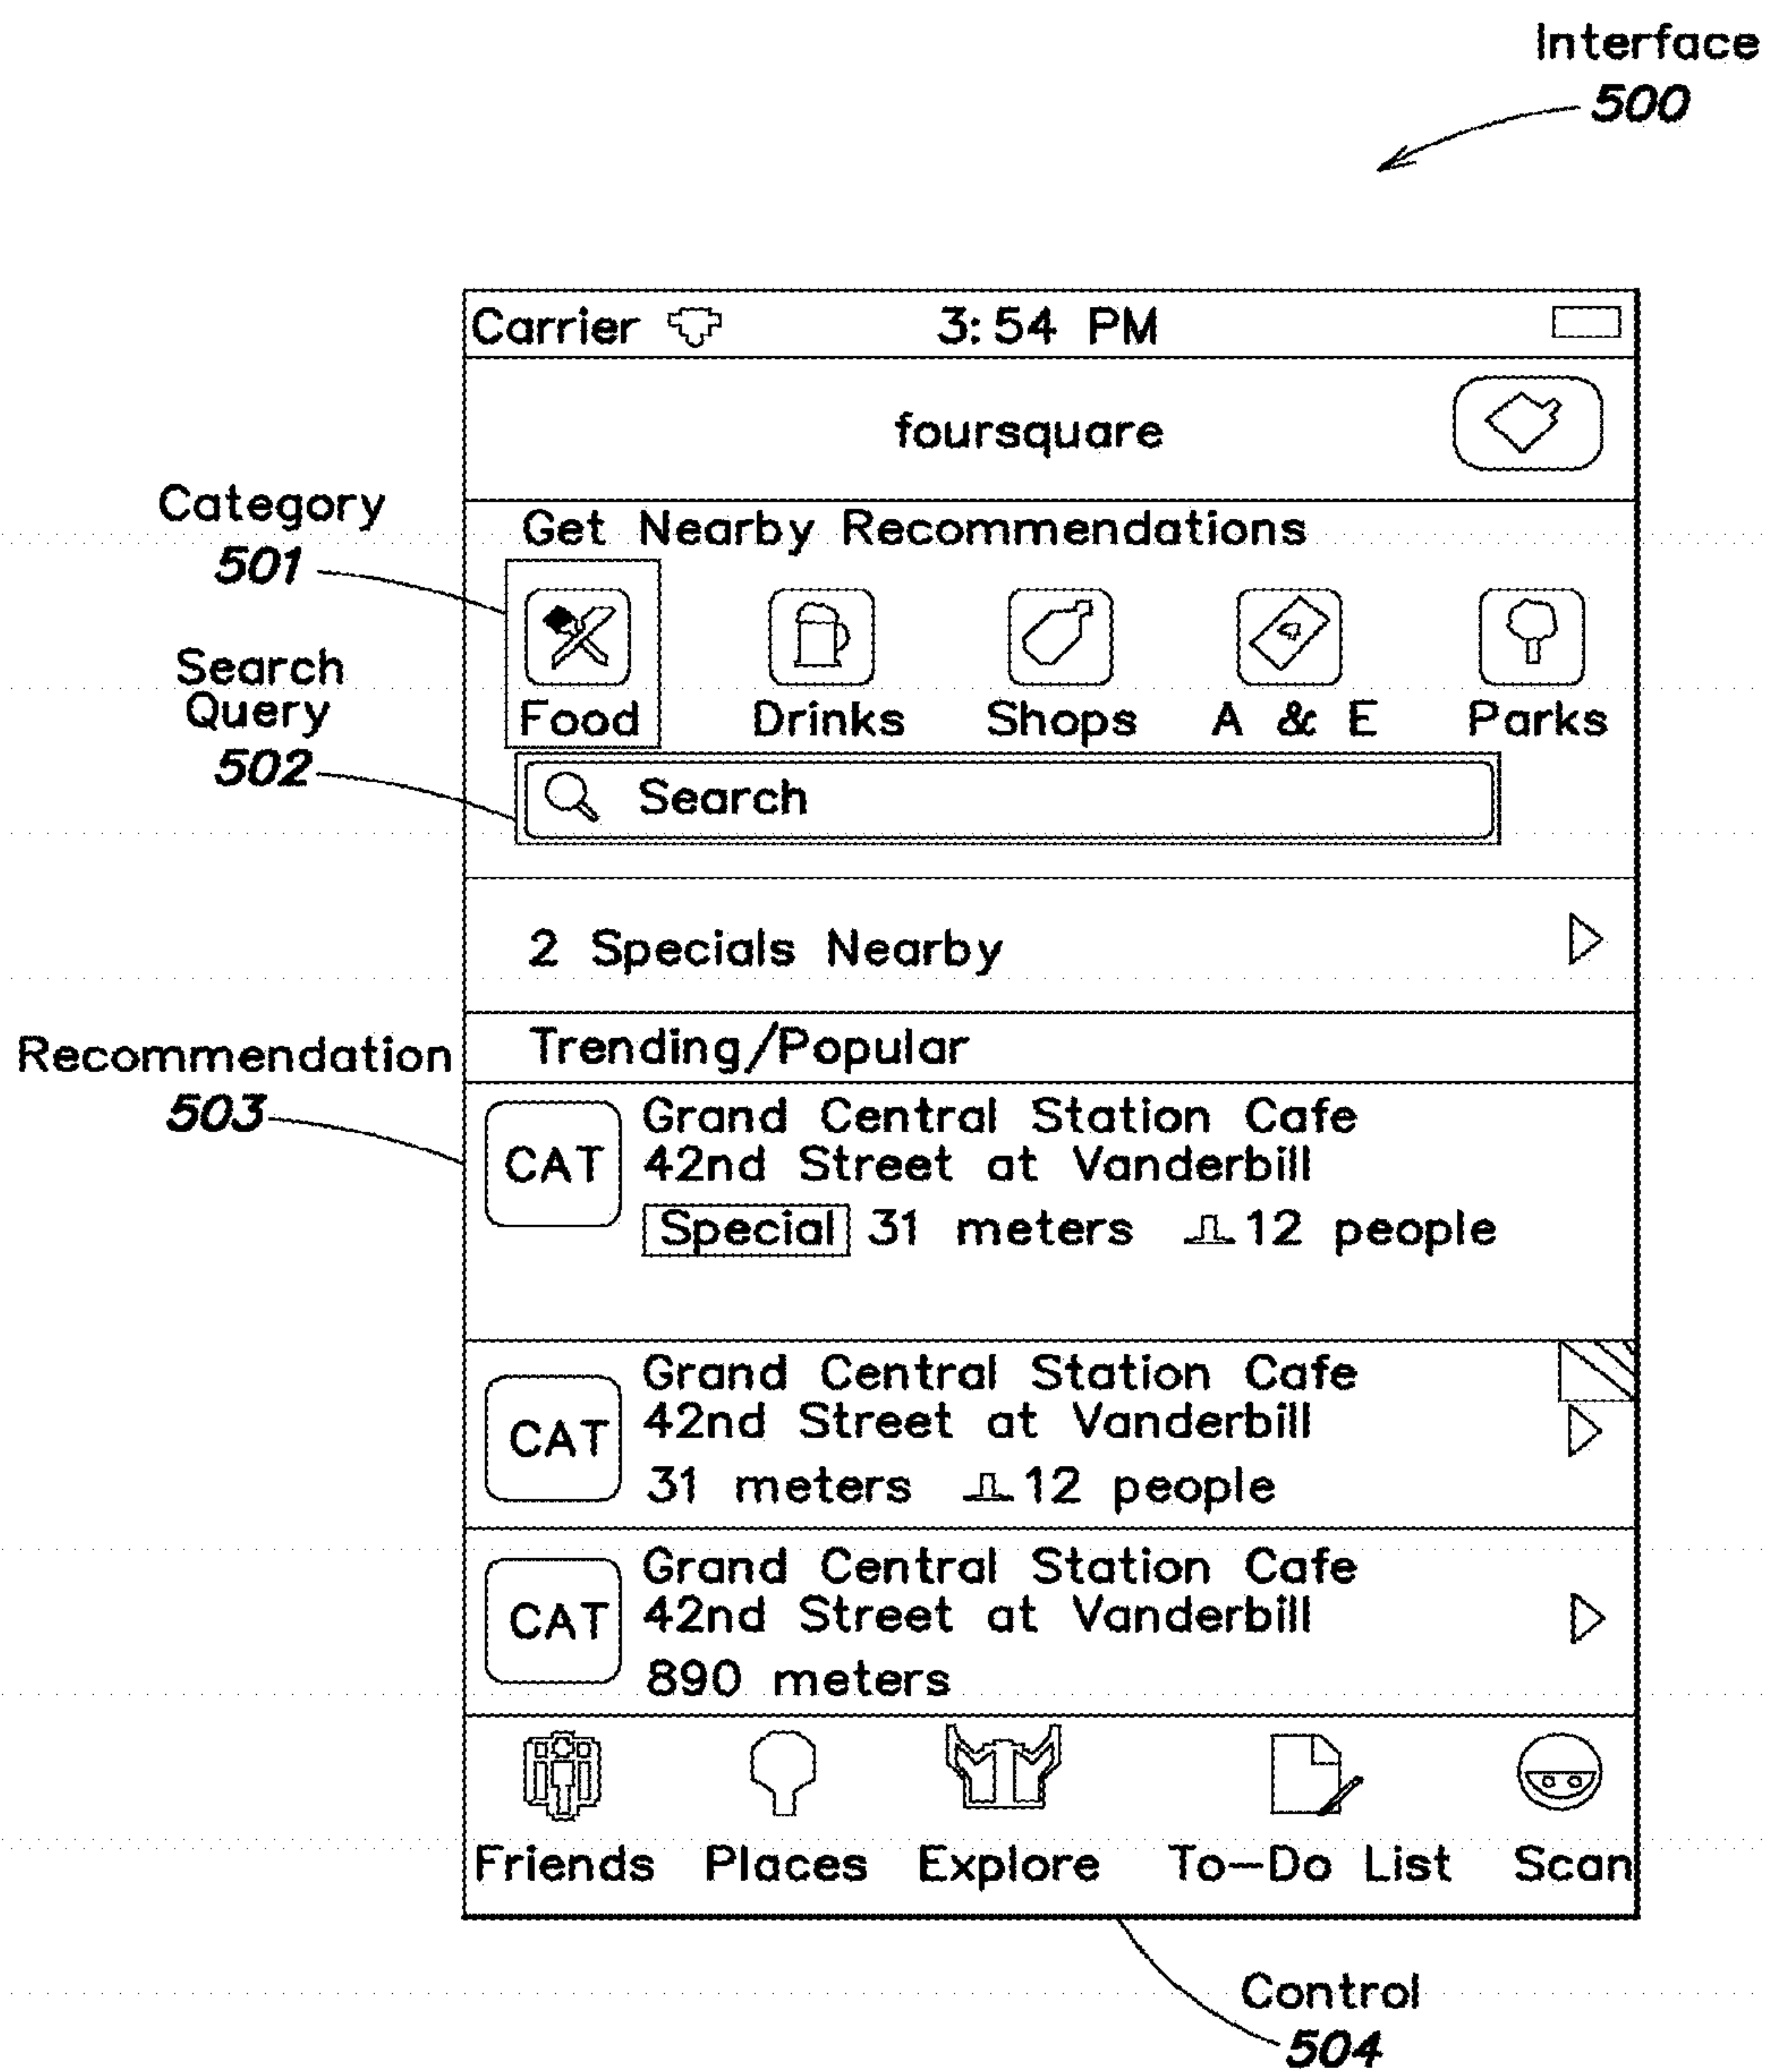 Interface
500
Carrier 3:54 PM
foursquare
Category
501
Get Nearby Recommendations
Food Drinks Shops A & E Parks
Search
Query
502
Search
2 Specials Nearby
Recommendation
503
Trending/Popular
CAT
Grand Central Station Cafe
42nd Street at Vanderbill
Special 31 meters 12 people
CAT
Grand Central Station Cafe
42nd Street at Vanderbill
31 meters 12 people
CAT
Grand Central Station Cafe
42nd Street at Vanderbill
890 meters
Friends Places Explore To-Do List Scan
Control
504